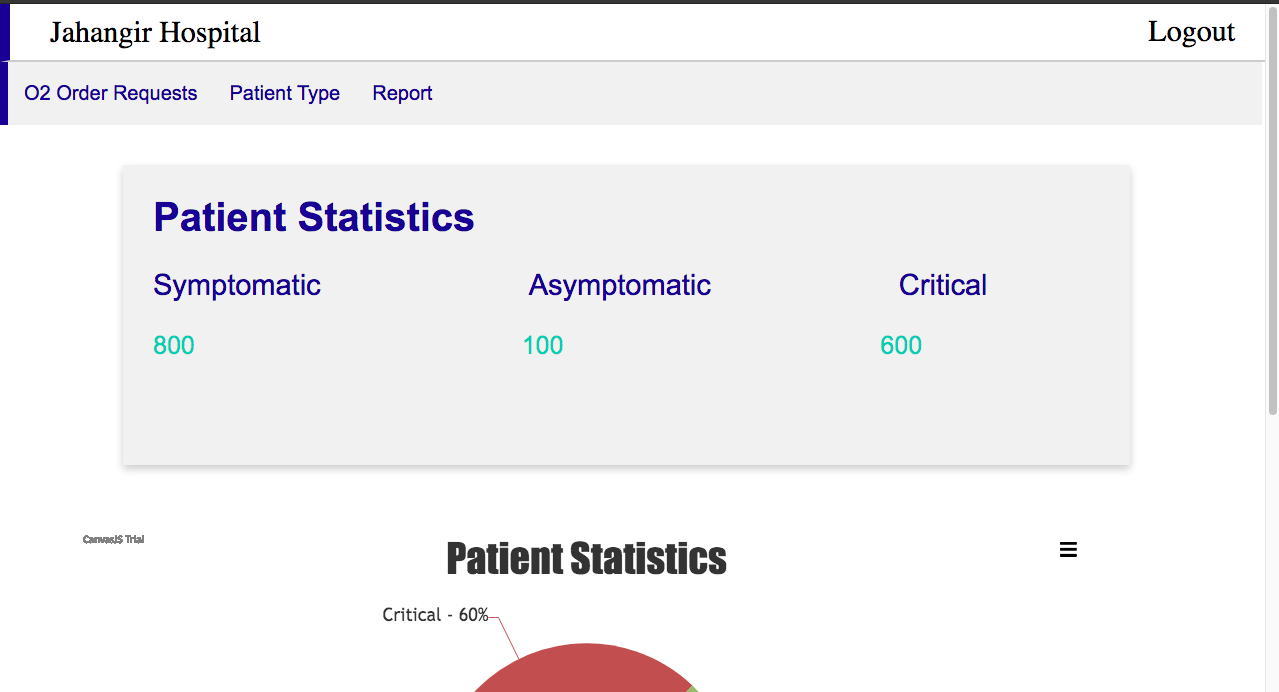 Jahangir Hospital Logout
O2 Order Requests Patient Type Report
Patient Statistics
Symptomatic Asymptomatic Critical
800 100 600
CanvasJS Trial
Patient Statistics
Critical - 60%